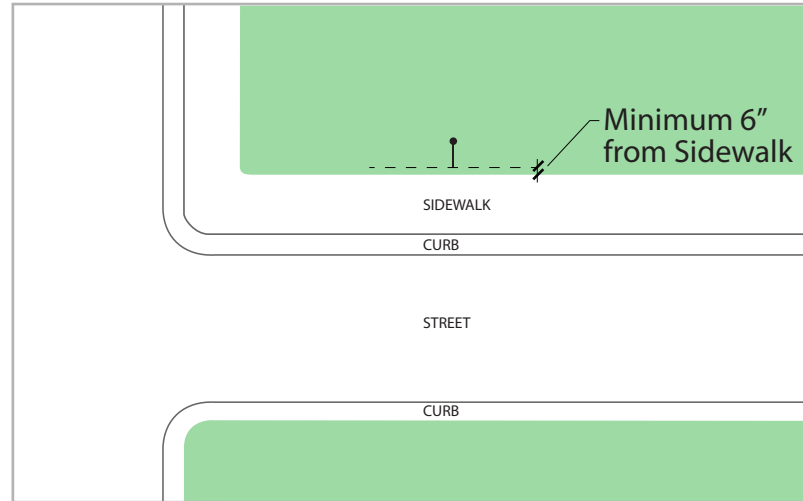 Minimum 6”
from Sidewalk
SIDEWALK
CURB
STREET
CURB